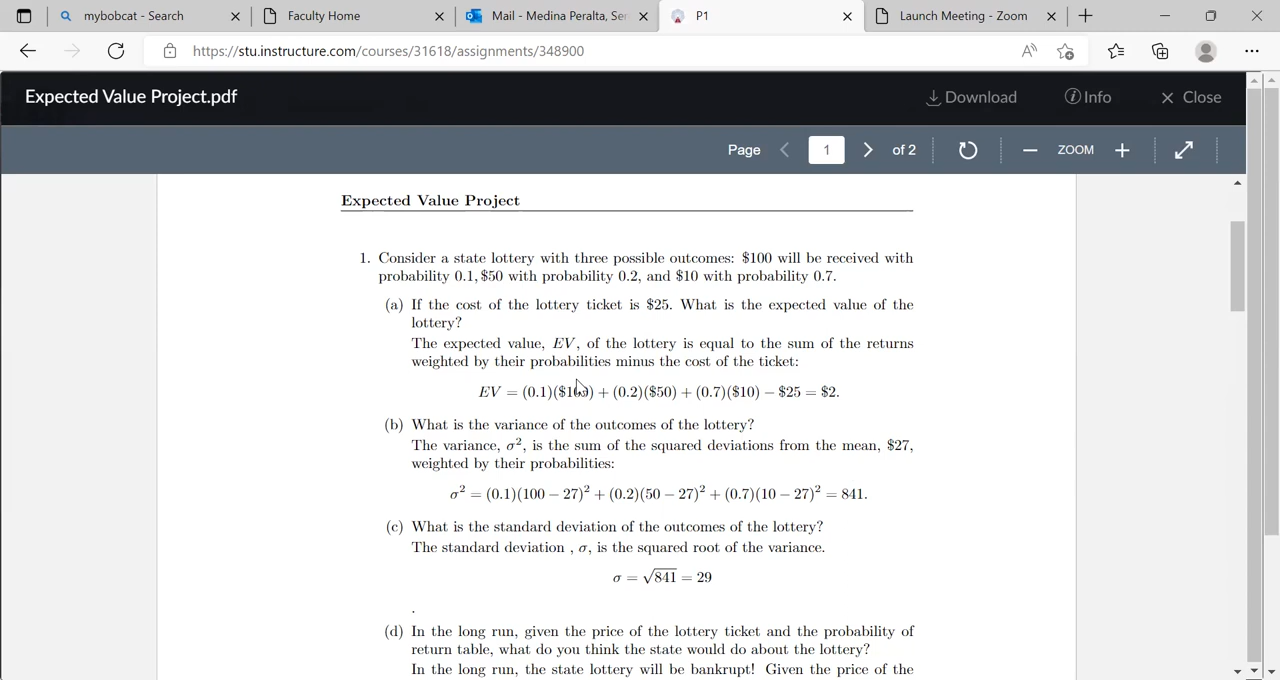 mybobcat - Search
Faculty Home
Mail - Medina Peralta, Ser
P1
Launch Meeting - Zoom
https://stu.instructure.com/courses/31618/assignments/348900
Expected Value Project.pdf
Download
Info
Close
Page 1 of 2
ZOOM
Expected Value Project
1. Consider a state lottery with three possible outcomes: $100 will be received with
probability 0.1, $50 with probability 0.2, and $10 with probability 0.7.
(a) If the cost of the lottery ticket is $25. What is the expected value of the
lottery?
The expected value, EV, of the lottery is equal to the sum of the returns
weighted by their probabilities minus the cost of the ticket:
EV = (0.1)($100) + (0.2)($50) + (0.7)($10) − $25 = $2.
(b) What is the variance of the outcomes of the lottery?
The variance, σ², is the sum of the squared deviations from the mean, $27,
weighted by their probabilities:
σ² = (0.1)(100 − 27)² + (0.2)(50 − 27)² + (0.7)(10 − 27)² = 841.
(c) What is the standard deviation of the outcomes of the lottery?
The standard deviation , σ, is the squared root of the variance.
σ = √841 = 29
.
(d) In the long run, given the price of the lottery ticket and the probability of
return table, what do you think the state would do about the lottery?
In the long run, the state lottery will be bankrupt! Given the price of the